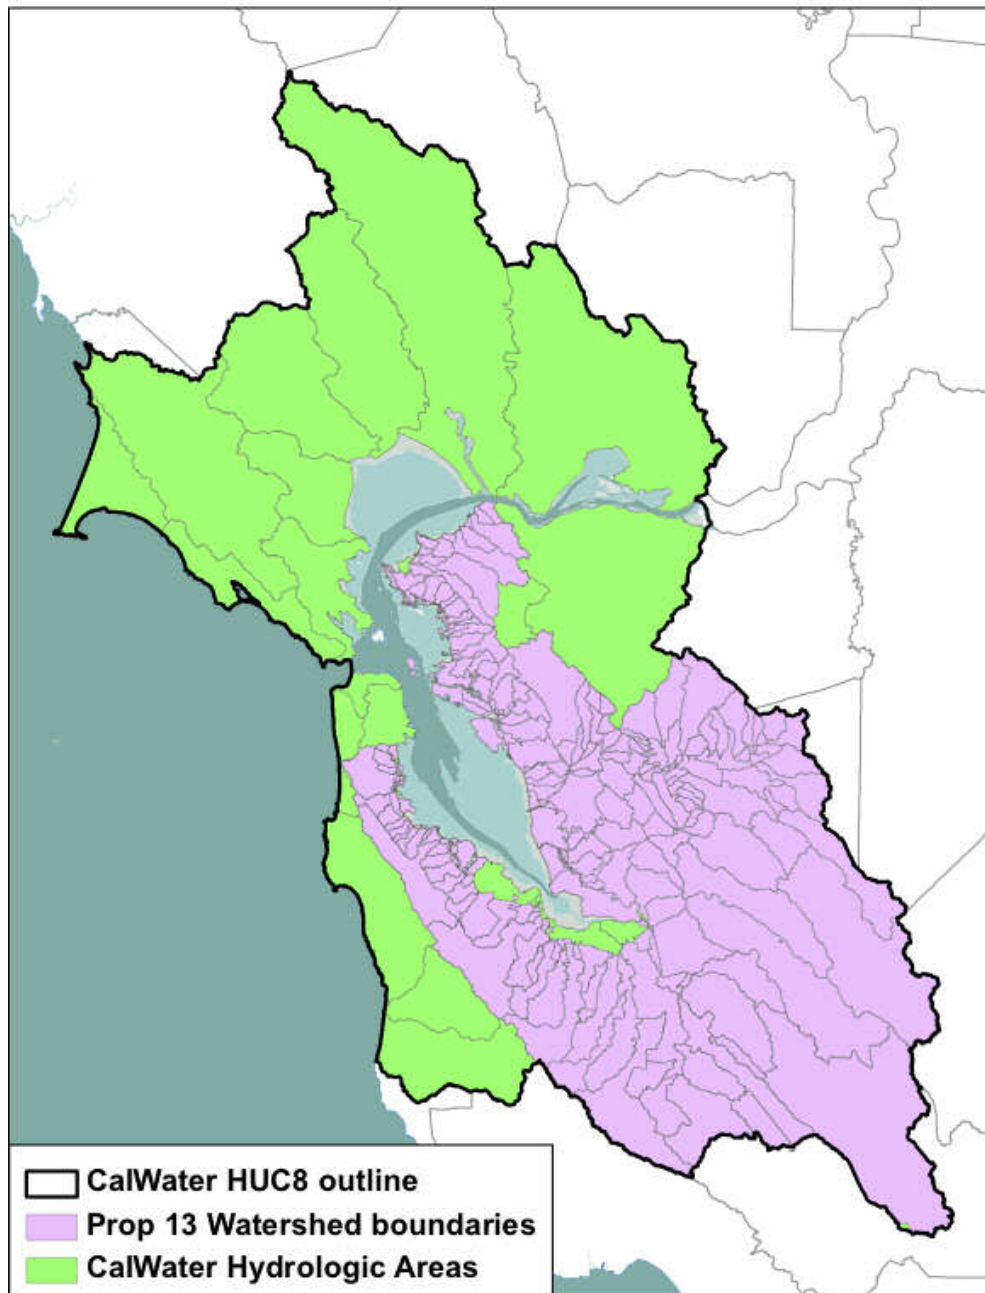 CalWater HUC8 outline
Prop 13 Watershed boundaries
CalWater Hydrologic Areas